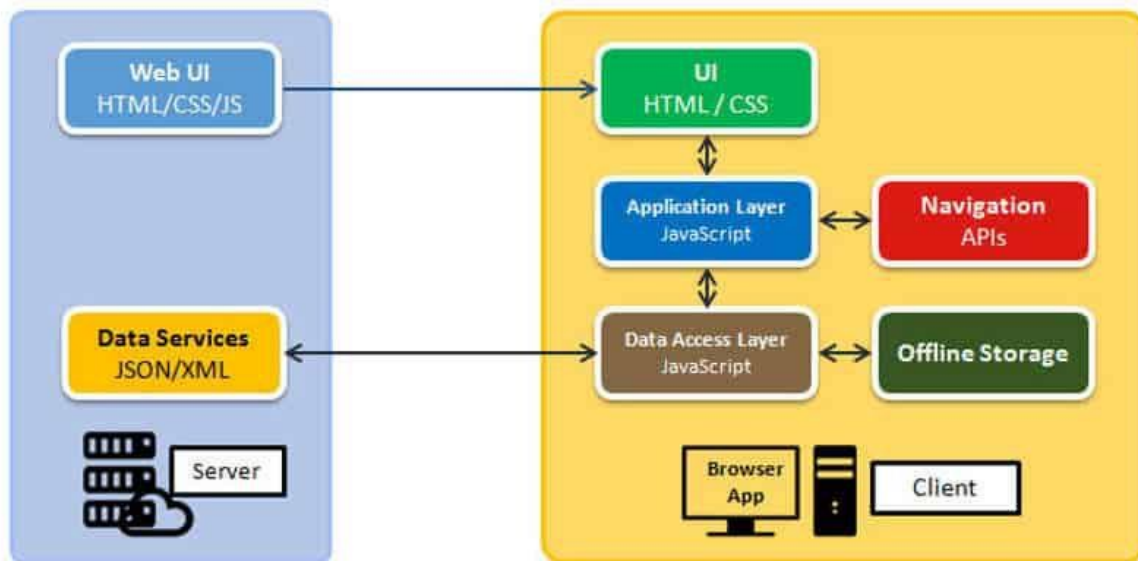 Web UI
HTML/CSS/JS
UI
HTML / CSS
Application Layer
JavaScript
Navigation
APIs
Data Services
JSON/XML
Data Access Layer
JavaScript
Offline Storage
Server
Browser
App
Client